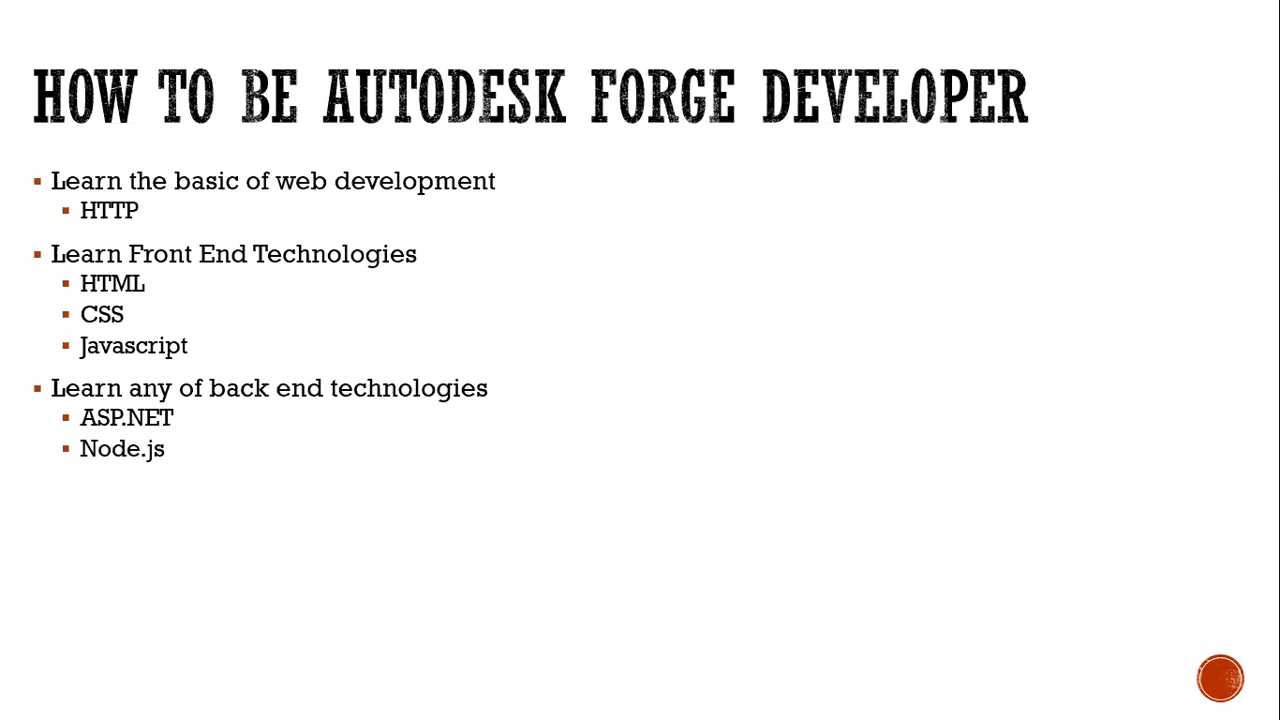 HOW TO BE AUTODESK FORGE DEVELOPER
Learn the basic of web development
HTTP
Learn Front End Technologies
HTML
CSS
Javascript
Learn any of back end technologies
ASP.NET
Node.js